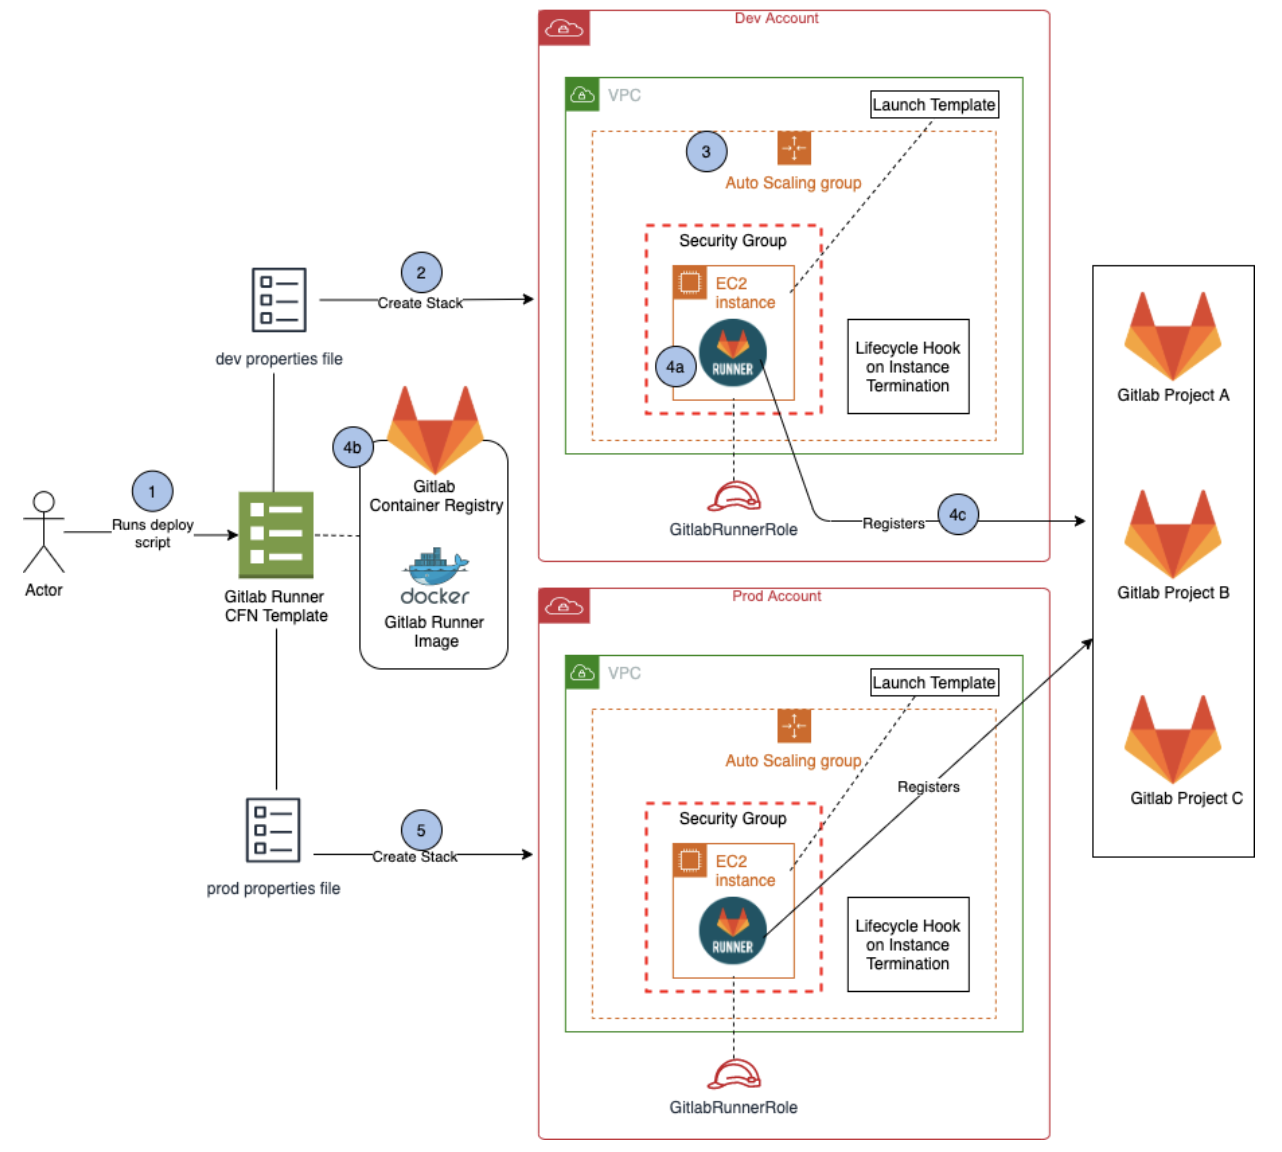 Dev Account
VPC
Launch Template
3
Auto Scaling group
Security Group
EC2
instance
4a
RUNNER
Lifecycle Hook
on Instance
Termination
GitlabRunnerRole
2
Create Stack
dev properties file
4b
Gitlab
Container Registry
docker
Gitlab Runner
Image
1
Runs deploy
script
Actor
Gitlab Runner
CFN Template
Registers
4c
Gitlab Project A
Gitlab Project B
Gitlab Project C
Prod Account
VPC
Launch Template
Auto Scaling group
Registers
Security Group
EC2
instance
RUNNER
Lifecycle Hook
on Instance
Termination
GitlabRunnerRole
5
Create Stack
prod properties file